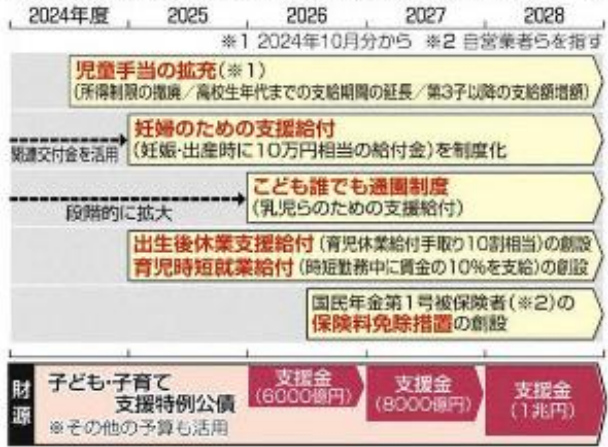 2024年度 2025 2026 2027 2028
※1 2024年10月分から ※2 自営業者らを指す
児童手当の拡充(※1)
(所得制限の撤廃/高校生年代までの支給期間の延長/第3子以降の支給額増額)
妊婦のための支援給付
関連交付金を活用
(妊娠・出産時に10万円相当の給付金)を制度化
こども誰でも通園制度
段階的に拡大
(乳児らのための支援給付)
出生後休業支援給付(育児休業給付手取り10割相当)の創設
育児時短就業給付(時短勤務中に賃金の10%を支給)の創設
国民年金第1号被保険者(※2)の
保険料免除措置の創設
財源
子ども・子育て
支援特例公債
※その他の予算も活用
支援金
(6000億円)
支援金
(8000億円)
支援金
(1兆円)